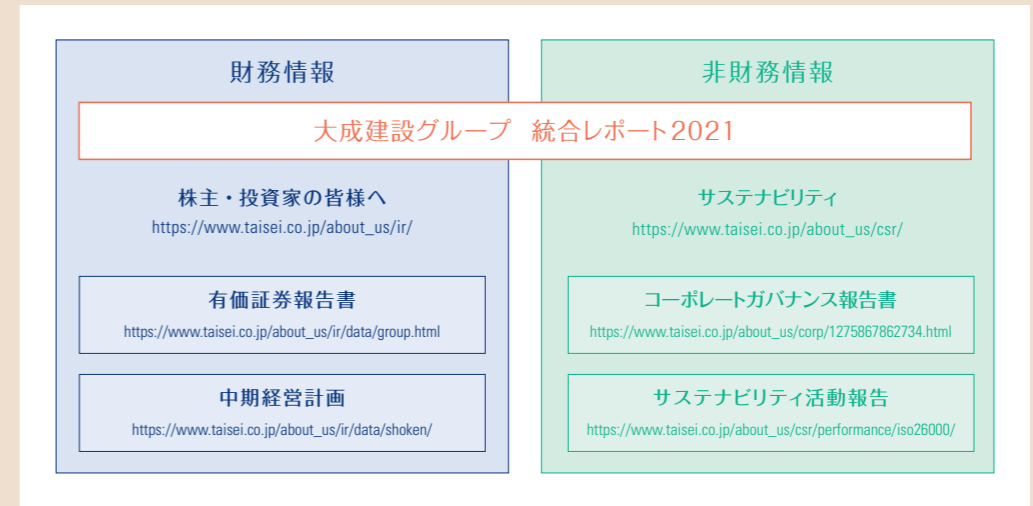 財務情報
非財務情報
大成建設グループ 統合レポート2021
株主・投資家の皆様へ
https://www.taisei.co.jp/about_us/ir/
有価証券報告書
https://www.taisei.co.jp/about_us/ir/data/group.html
中期経営計画
https://www.taisei.co.jp/about_us/ir/data/shoken/
サステナビリティ
https://www.taisei.co.jp/about_us/csr/
コーポレートガバナンス報告書
https://www.taisei.co.jp/about_us/corp/1275867862734.html
サステナビリティ活動報告
https://www.taisei.co.jp/about_us/csr/performance/iso26000/